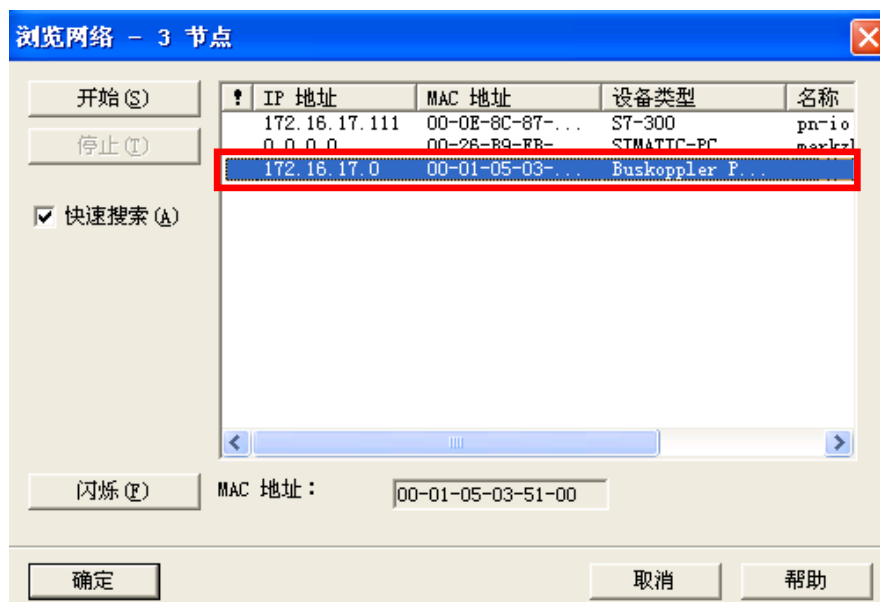 浏览网络 - 3 节点
开始(S)
停止(T)
快速搜索(A)
! IP 地址 MAC 地址 设备类型 名称
172.16.17.111 00-0E-8C-87-... S7-300 pn-io
0.0.0.0 00-26-B9-EB-... SIMATIC-PC
172.16.17.0 00-01-05-03-... Buskoppler P...
闪烁(F)
MAC 地址：
00-01-05-03-51-00
确定
取消
帮助